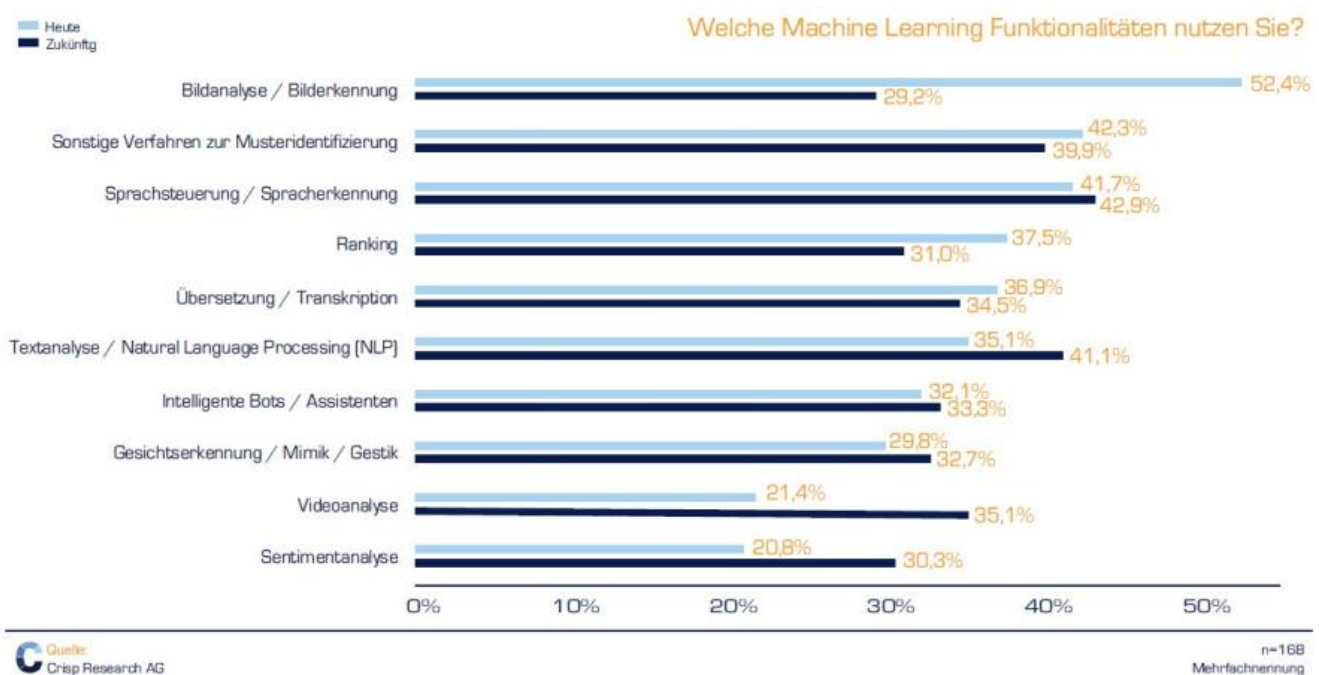 Heute
Zukünftg
Welche Machine Learning Funktionalitäten nutzen Sie?
Bildanalyse / Bilderkennung
52,4%
29,2%
Sonstige Verfahren zur Musteridentifizierung
42,3%
39,9%
Sprachsteuerung / Spracherkennung
41,7%
42,9%
Ranking
37,5%
31,0%
Übersetzung / Transkription
36,9%
34,5%
Textanalyse / Natural Language Processing (NLP)
35,1%
41,1%
Intelligente Bots / Assistenten
32,1%
33,3%
Gesichtserkennung / Mimik / Gestik
29,8%
32,7%
Videoanalyse
21,4%
35,1%
Sentimentanalyse
20,8%
30,3%
0% 10% 20% 30% 40% 50%
Quelle:
Crisp Research AG
n=168
Mehrfachnennung